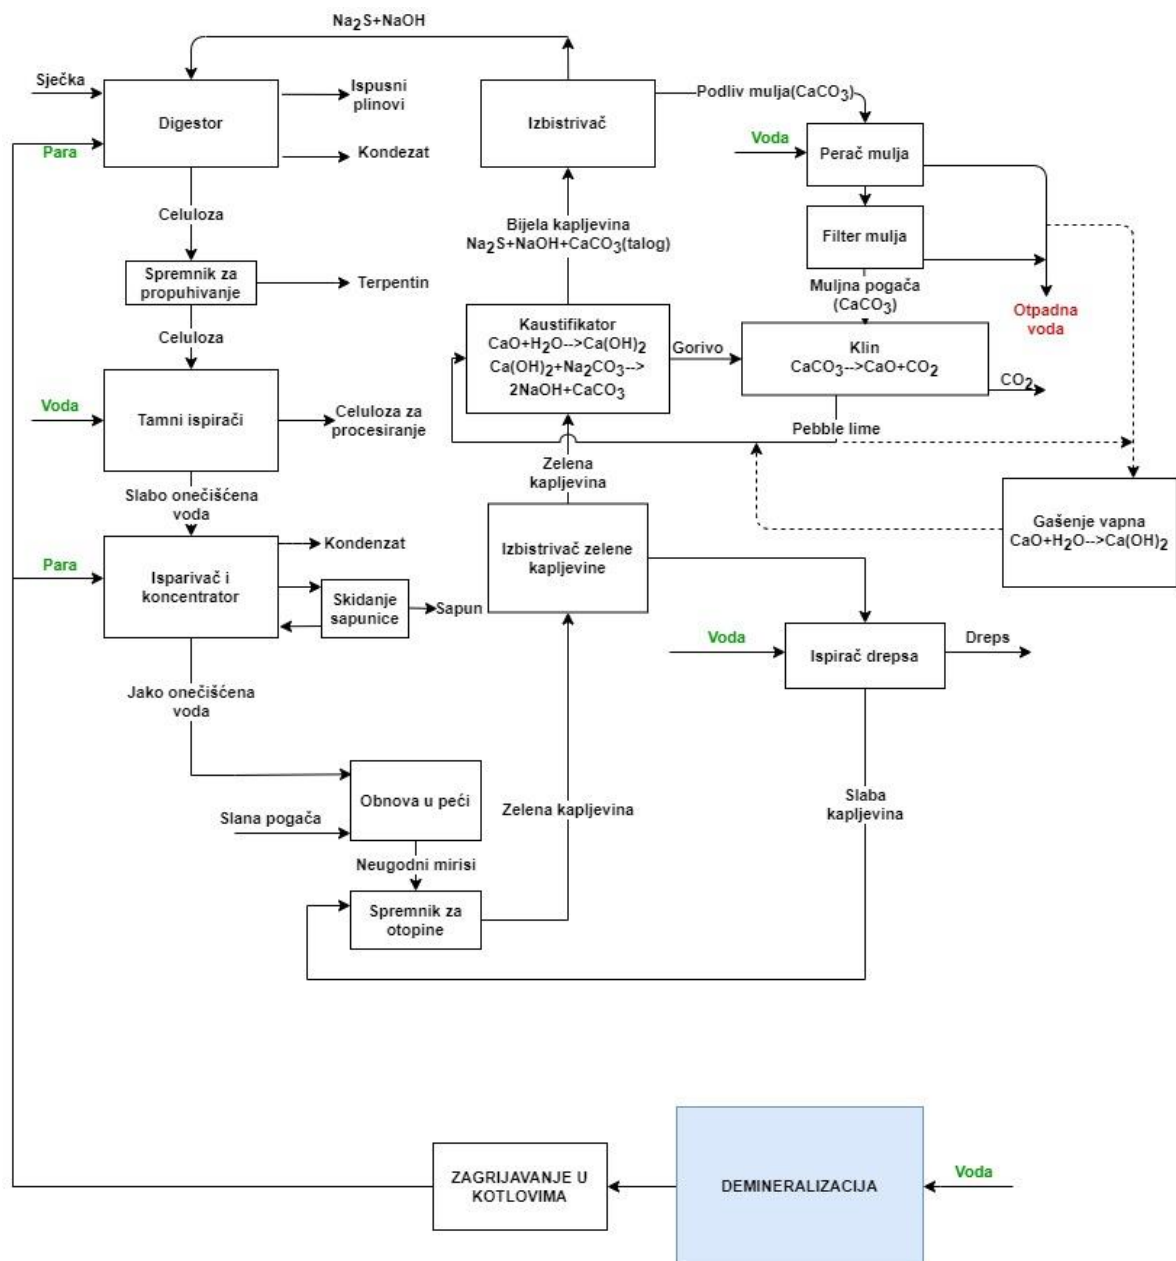 Na2S+NaOH
Sječka
Digestor
Ispusni
plinovi
Izbistrivač
Podliv mulja(CaCO3)
Para
Kondezat
Voda
Perač mulja
Celuloza
Bijela kapljevina
Na2S+NaOH+CaCO3(talog)
Filter mulja
Spremnik za
propuhivanje
Terpentin
Muljna pogača
(CaCO3)
Otpadna
voda
Celuloza
Kaustifikator
CaO+H2O-->Ca(OH)2
Ca(OH)2+Na2CO3-->
2NaOH+CaCO3
Gorivo
Klin
CaCO3->CaO+CO2
CO2
Voda
Tamni ispirači
Celuloza za
procesiranje
Pebble lime
Slabo onečišćena
voda
Zelena
kapljevina
Gašenje vapna
CaO+H2O-->Ca(OH)2
Para
Isparivač i
koncentrator
Kondenzat
Skidanje
sapunice
Sapun
Izbistrivač zelene
kapljevine
Voda
Ispirač drepsa
Dreps
Jako onečišćena
voda
Obnova u peći
Slana pogača
Zelena kapljevina
Slaba
kapljevina
Neugodni mirisi
Spremnik za
otopine
ZAGRIJAVANJE U
KOTLOVIMA
DEMINERALIZACIJA
Voda